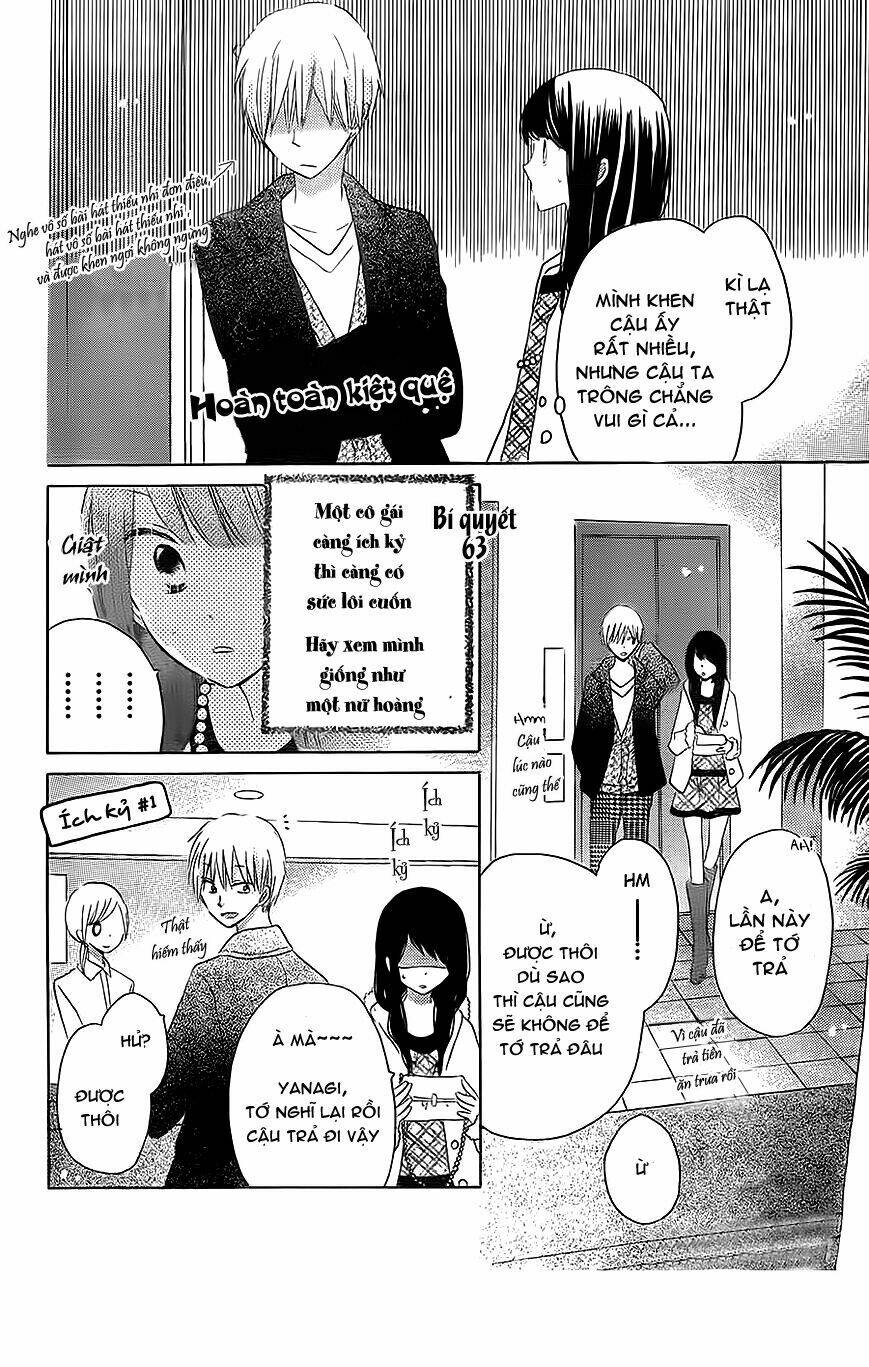 KÌ LẠ
THẬT
MÌNH KHEN
CẬU ẤY
RẤT NHIỀU,
NHƯNG CẬU TA
TRÔNG CHẲNG
VUI GÌ CẢ...
Nghe vô số bài hát thiếu nhi đơn điệu,
hát vô số bài hát thiếu nhi,
và được khen ngợi không ngừng
Hoàn toàn kiệt quệ
A,
LẦN NÀY
ĐỂ TỚ
TRẢ
AH!
Amm
Cậu
lúc nào
cũng thế
HM
Ừ,
ĐƯỢC THÔI
DÙ SAO
THÌ CẬU CŨNG
SẼ KHÔNG ĐỂ
TỚ TRẢ ĐÂU
Vì cậu đã
trả tiền
ăn trưa rồi
Ừ
Bí quyết
63
Một cô gái
càng ích kỷ
thì càng có
sức lôi cuốn
Hãy xem mình
giống như
một nữ hoàng
Giật
mình
Ích kỷ #1
Ích
kỷ
Ích
kỷ
À MÀ~~~
YANAGI,
TỚ NGHĨ LẠI RỒI
CẬU TRẢ ĐI VẬY
Thật
hiếm thấy
HỬ?
ĐƯỢC
THÔI